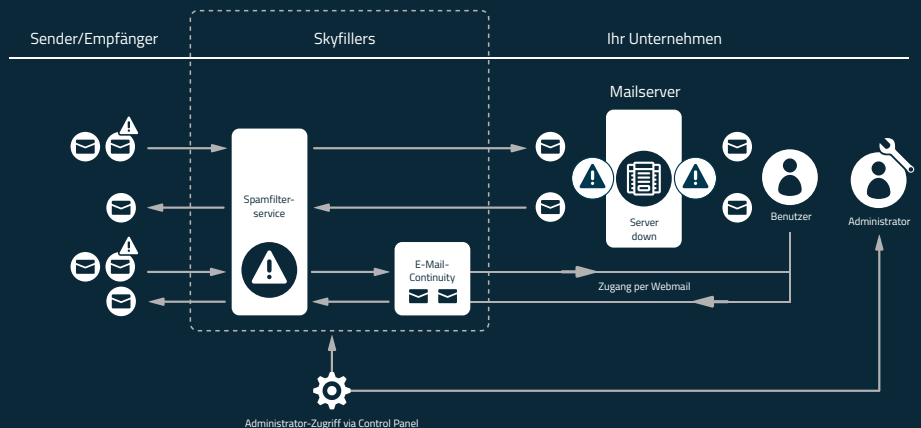 Sender/Empfänger
Skyfillers
Ihr Unternehmen
Mailserver
Spamfilter-
service
Server
down
Benutzer
Administrator
E-Mail-
Continuity
Zugang per Webmail
Administrator-Zugriff via Control Panel